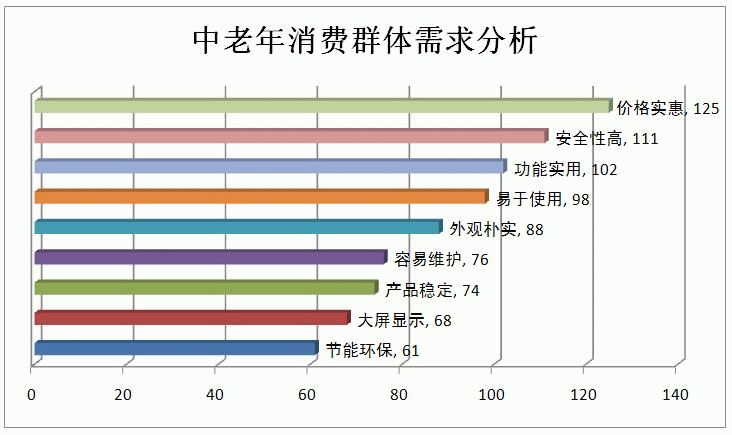 中老年消费群体需求分析
价格实惠, 125
安全性高, 111
功能实用, 102
易于使用, 98
外观朴实, 88
容易维护, 76
产品稳定, 74
大屏显示, 68
节能环保, 61
0 20 40 60 80 100 120 140